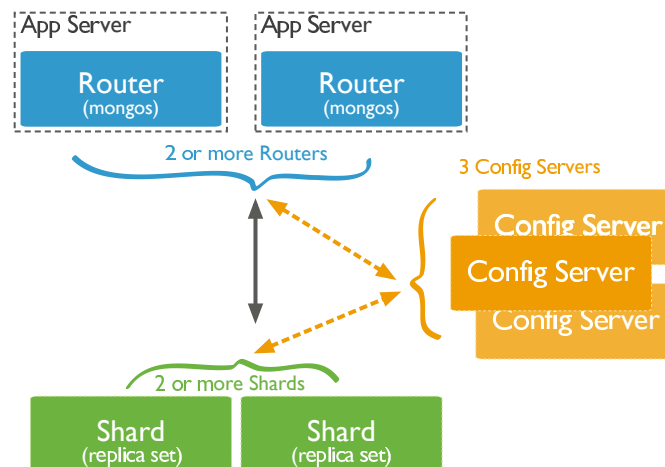 App Server
App Server
Router
(mongos)
Router
(mongos)
2 or more Routers
3 Config Servers
Config Server
Config Server
Config Server
2 or more Shards
Shard
(replica set)
Shard
(replica set)